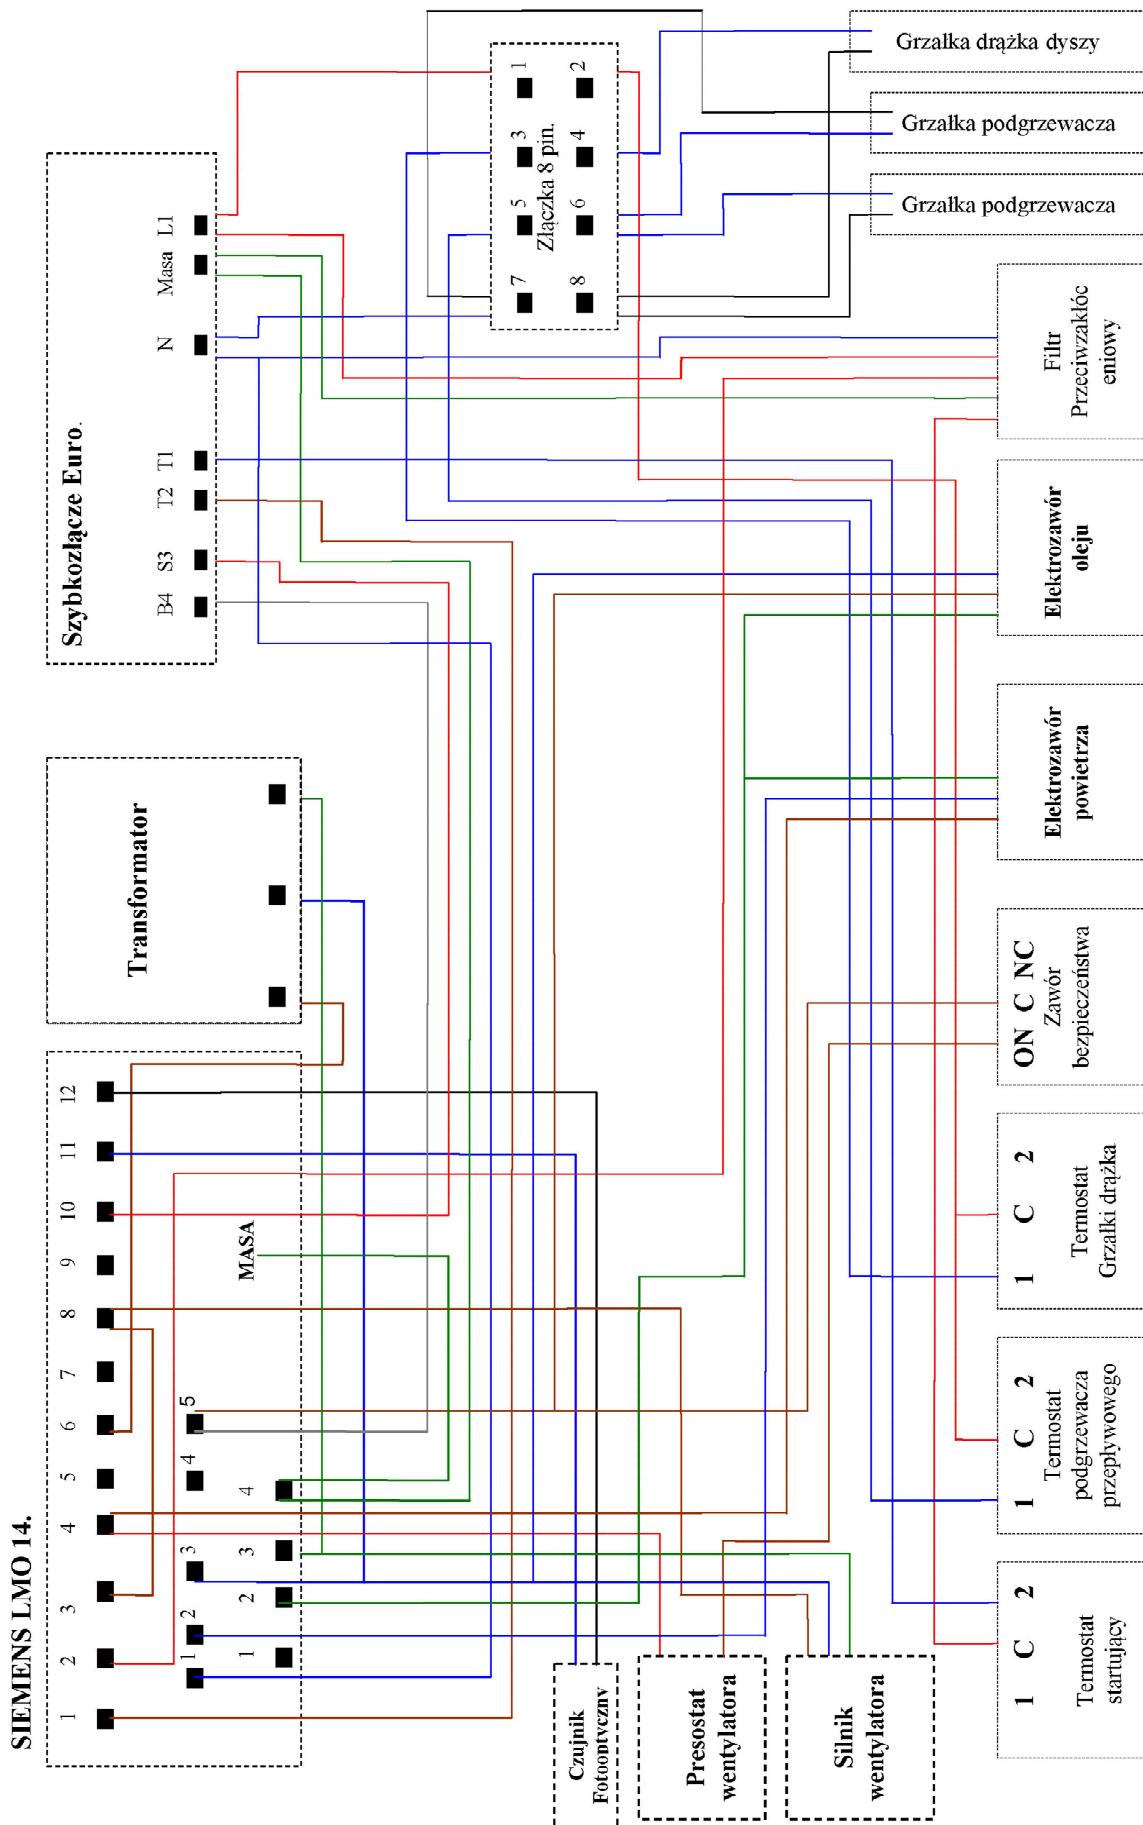 SIEMENS LMO 14.
1 2 3 4 5 6 7 8 9 10 11 12
1 2 3 4 5
1 2 3 4
MASA
Transformator
Szybkozłącze Euro.
B4 S3 T2 T1 N Masa L1
7 5 3 1
Złączka 8 pin.
8 6 4 2
Czujnik
Fotooptyczny
Presostat
wentylatora
Silnik
wentylatora
1 C 2
Termostat
startujący
1 C 2
Termostat
podgrzewacza
przepływowego
1 C 2
Termostat
Grzałki drążka
ON C NC
Zawór
bezpieczeństwa
Elektrozawór
powietrza
Elektrozawór
oleju
Filtr
Przeciwzakłóc
eniowy
Grzałka podgrzewacza
Grzałka podgrzewacza
Grzałka drążka dyszy